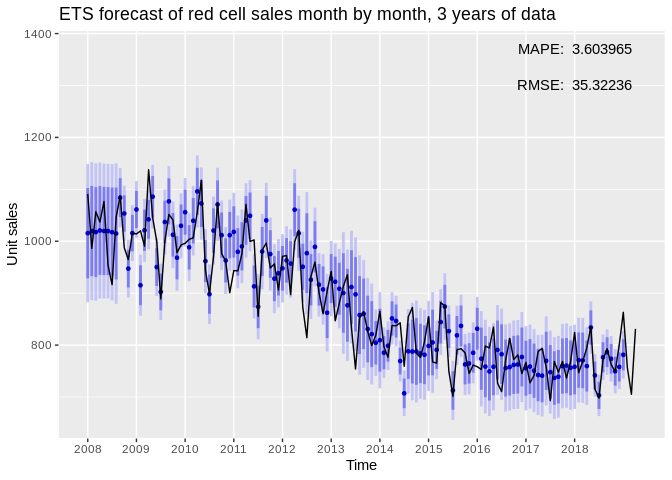 ETS forecast of red cell sales month by month, 3 years of data
MAPE: 3.603965
RMSE: 35.32236
1400
1200
1000
800
Unit sales
2008 2009 2010 2011 2012 2013 2014 2015 2016 2017 2018
Time